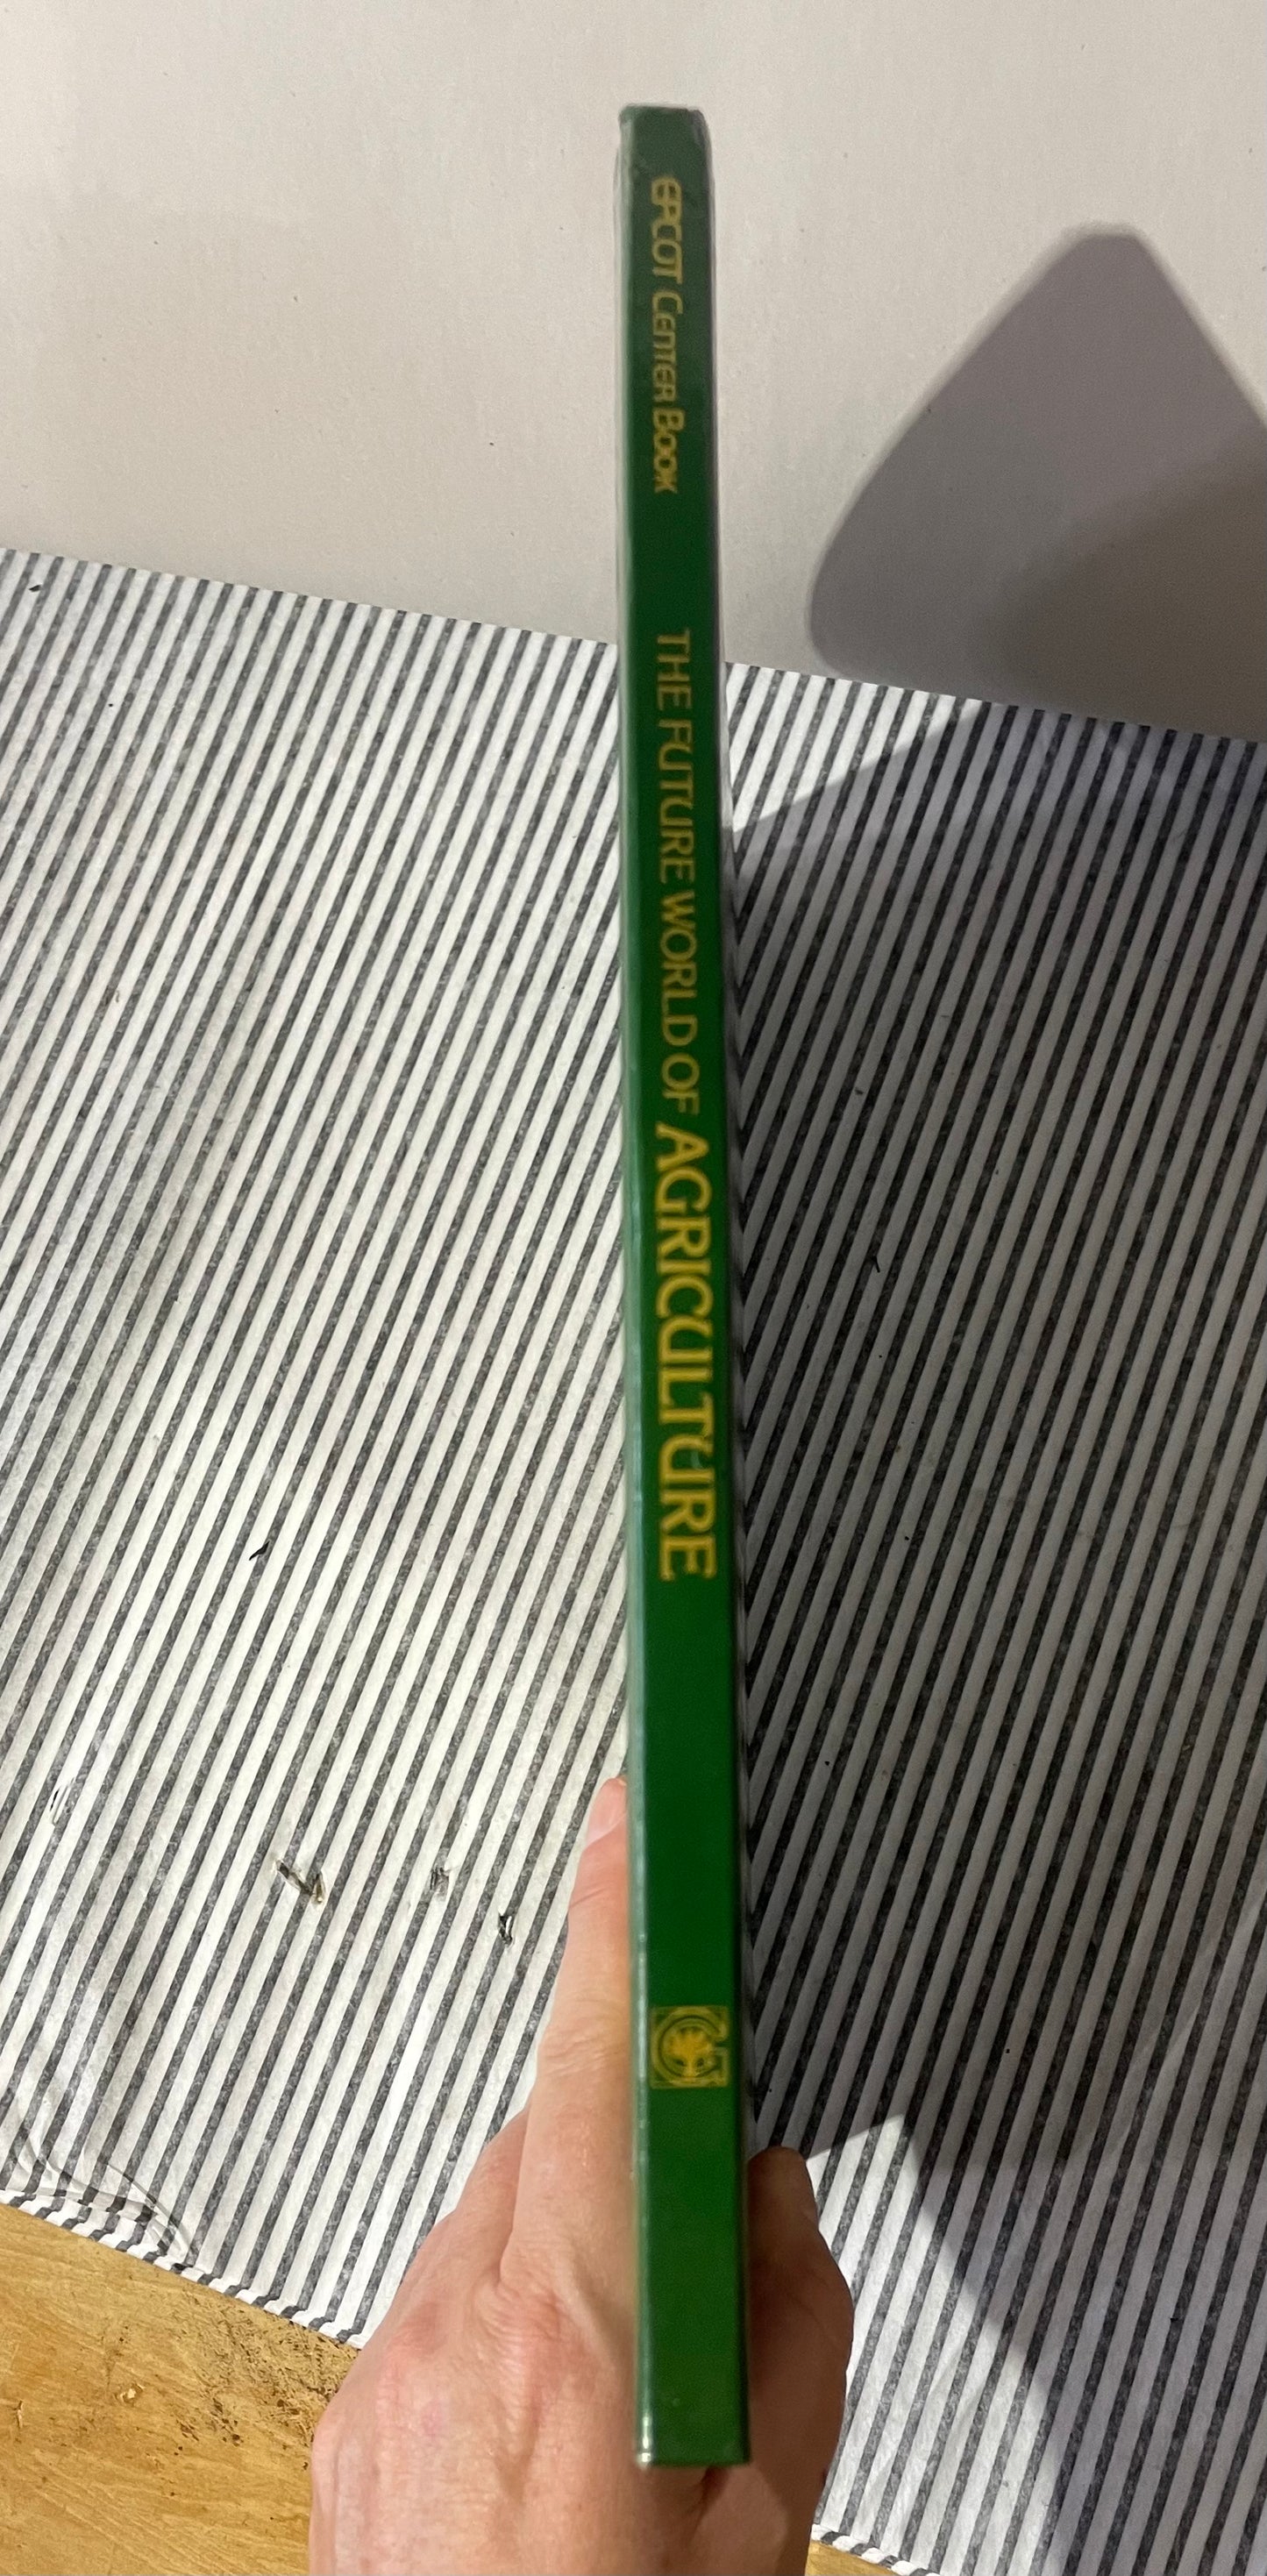 EPCOT CENTER BOOK
THE FUTURE WORLD OF AGRICULTURE